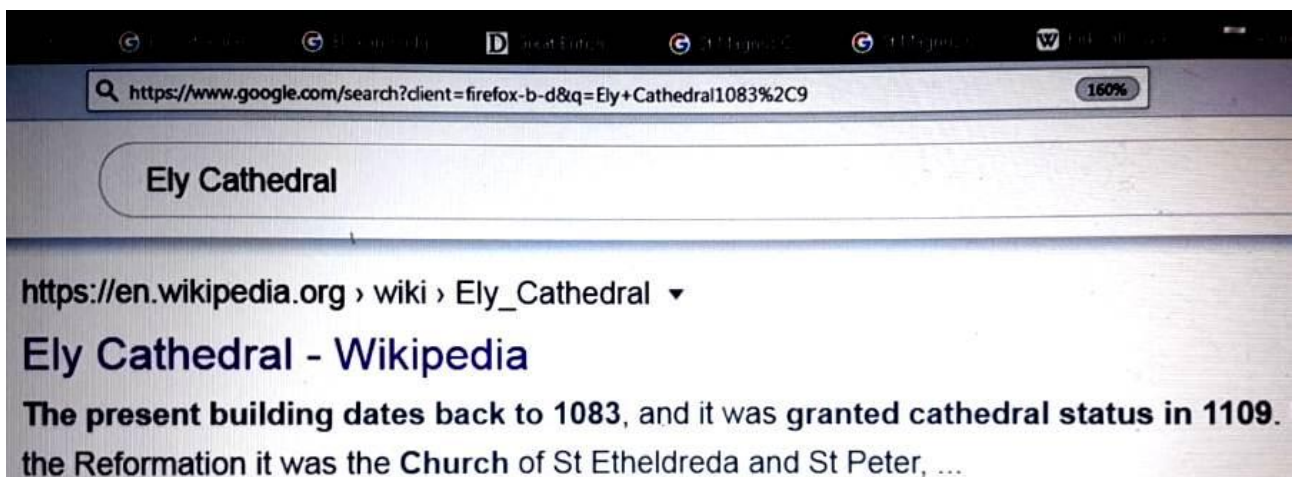 G G D G G W
https://www.google.com/search?client=firefox-b-d&q=Ely+Cathedral1083%2C9 160%
Ely Cathedral
https://en.wikipedia.org › wiki › Ely_Cathedral
Ely Cathedral - Wikipedia
The present building dates back to 1083, and it was granted cathedral status in 1109.
the Reformation it was the Church of St Etheldreda and St Peter, ...